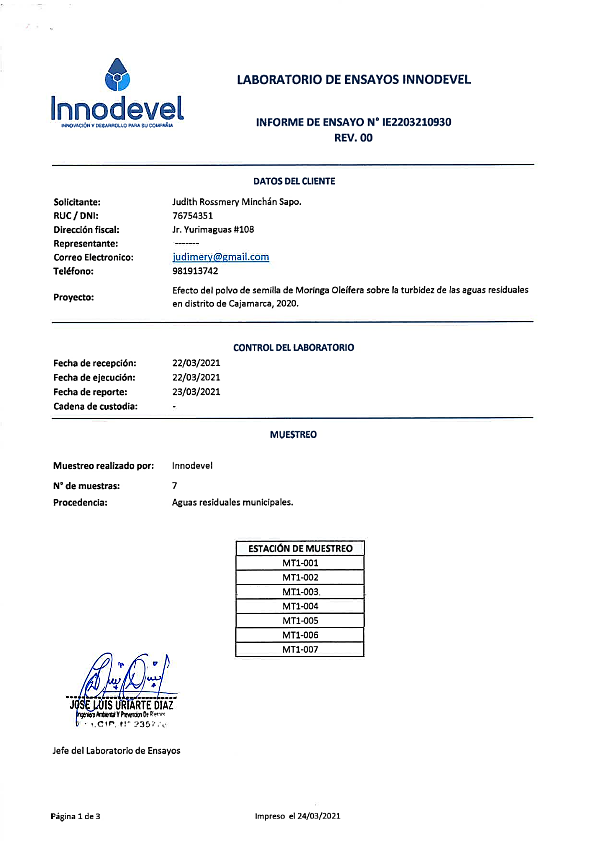 Innodevel
INNOVACIÓN Y DESARROLLO PARA SU COMPAÑIA
LABORATORIO DE ENSAYOS INNODEVEL
INFORME DE ENSAYO N° IE2203210930
REV. 00
DATOS DEL CLIENTE
Solicitante: Judith Rossmery Minchán Sapo.
RUC / DNI: 76754351
Dirección fiscal: Jr. Yurimaguas #108
Representante: -------
Correo Electronico: judimery@gmail.com
Teléfono: 981913742
Proyecto: Efecto del polvo de semilla de Moringa Oleífera sobre la turbidez de las aguas residuales
en distrito de Cajamarca, 2020.
CONTROL DEL LABORATORIO
Fecha de recepción: 22/03/2021
Fecha de ejecución: 22/03/2021
Fecha de reporte: 23/03/2021
Cadena de custodia: -
MUESTREO
Muestreo realizado por: Innodevel
N° de muestras: 7
Procedencia: Aguas residuales municipales.
ESTACIÓN DE MUESTREO
MT1-001
MT1-002
MT1-003
MT1-004
MT1-005
MT1-006
MT1-007
JOSE LUIS URIARTE DIAZ
Ingeniero Ambiental Y Prevencion De Riesgos
Jefe del Laboratorio de Ensayos
Página 1 de 3
Impreso el 24/03/2021